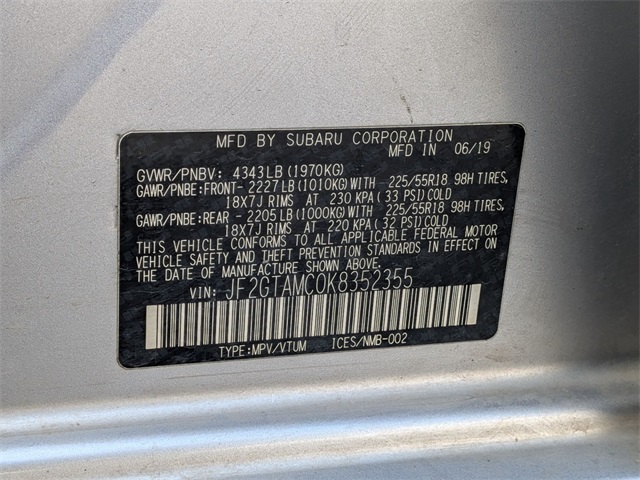 MFD BY SUBARU CORPORATION
MFD IN 06/19
GVWR/PNBV: 4343LB(1970KG)
GAWR/PNBE:FRONT- 2227LB(1010KG)WITH - 225/55R18 98H TIRES,
18X7J RIMS AT 230 KPA(33 PSI)COLD
GAWR/PNBE:REAR - 2205LB(1000KG)WITH - 225/55R18 98H TIRES,
18X7J RIMS AT 220 KPA(32 PSI)COLD
THIS VEHICLE CONFORMS TO ALL APPLICABLE FEDERAL MOTOR
VEHICLE SAFETY AND THEFT PREVENTION STANDARDS IN EFFECT ON
THE DATE OF MANUFACTURE SHOWN ABOVE.
VIN: JF2GTAMC0K8352355
TYPE:MPV/VTUM ICES/NMB-002